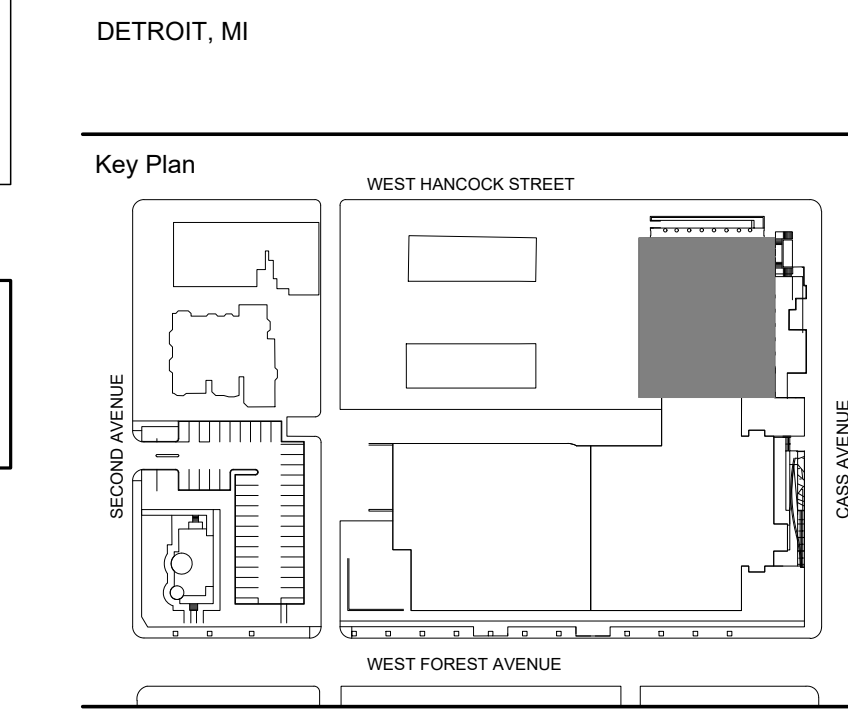 DETROIT, MI
Key Plan
WEST HANCOCK STREET
SECOND AVENUE
CASS AVENUE
WEST FOREST AVENUE